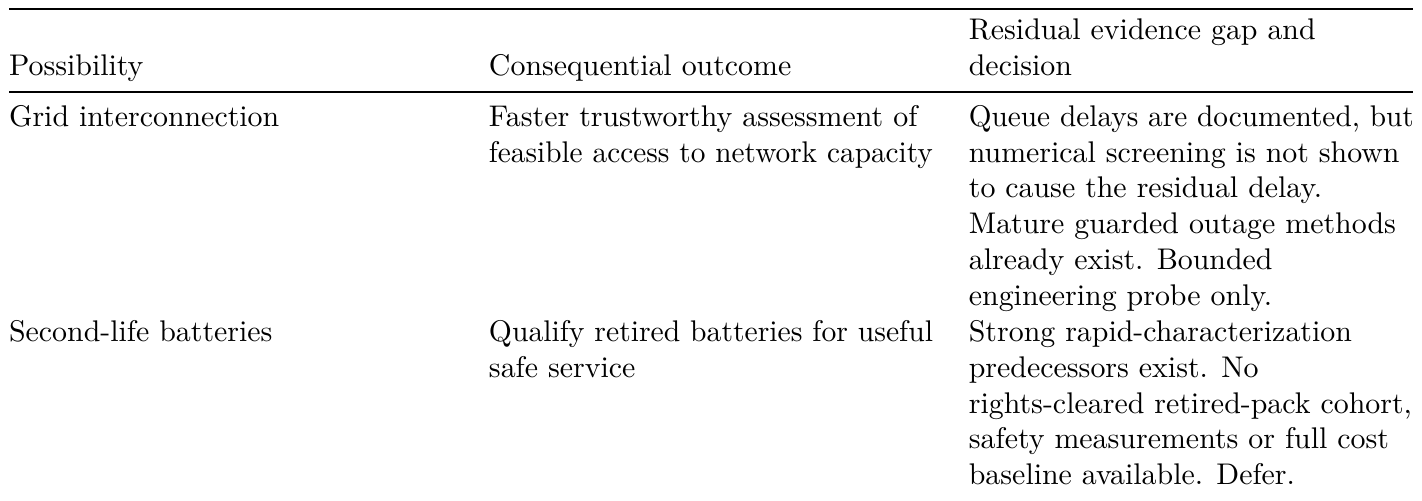 Possibility
Consequential outcome
Residual evidence gap and
decision
Grid interconnection
Faster trustworthy assessment of
feasible access to network capacity
Queue delays are documented, but
numerical screening is not shown
to cause the residual delay.
Mature guarded outage methods
already exist. Bounded
engineering probe only.
Second-life batteries
Qualify retired batteries for useful
safe service
Strong rapid-characterization
predecessors exist. No
rights-cleared retired-pack cohort,
safety measurements or full cost
baseline available. Defer.